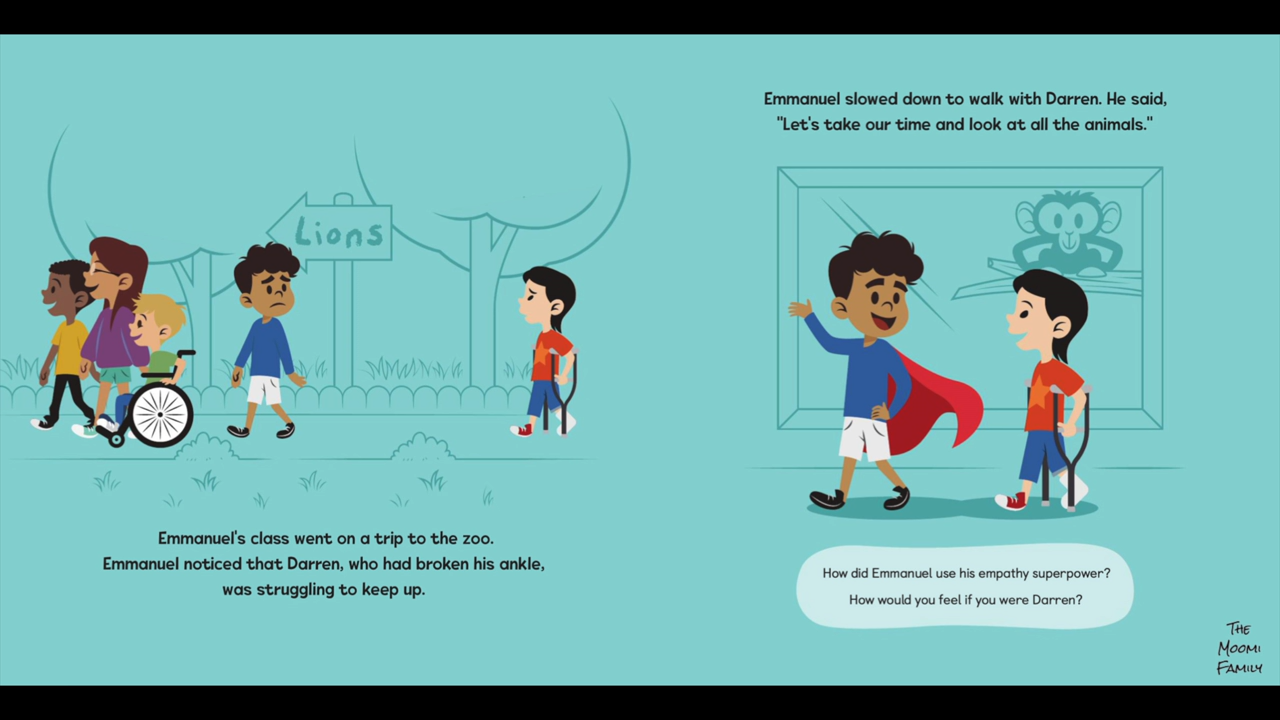 Lions
Emmanuel's class went on a trip to the zoo.
Emmanuel noticed that Darren, who had broken his ankle,
was struggling to keep up.
Emmanuel slowed down to walk with Darren. He said,
"Let's take our time and look at all the animals."
How did Emmanuel use his empathy superpower?
How would you feel if you were Darren?
The
Moomi
Family